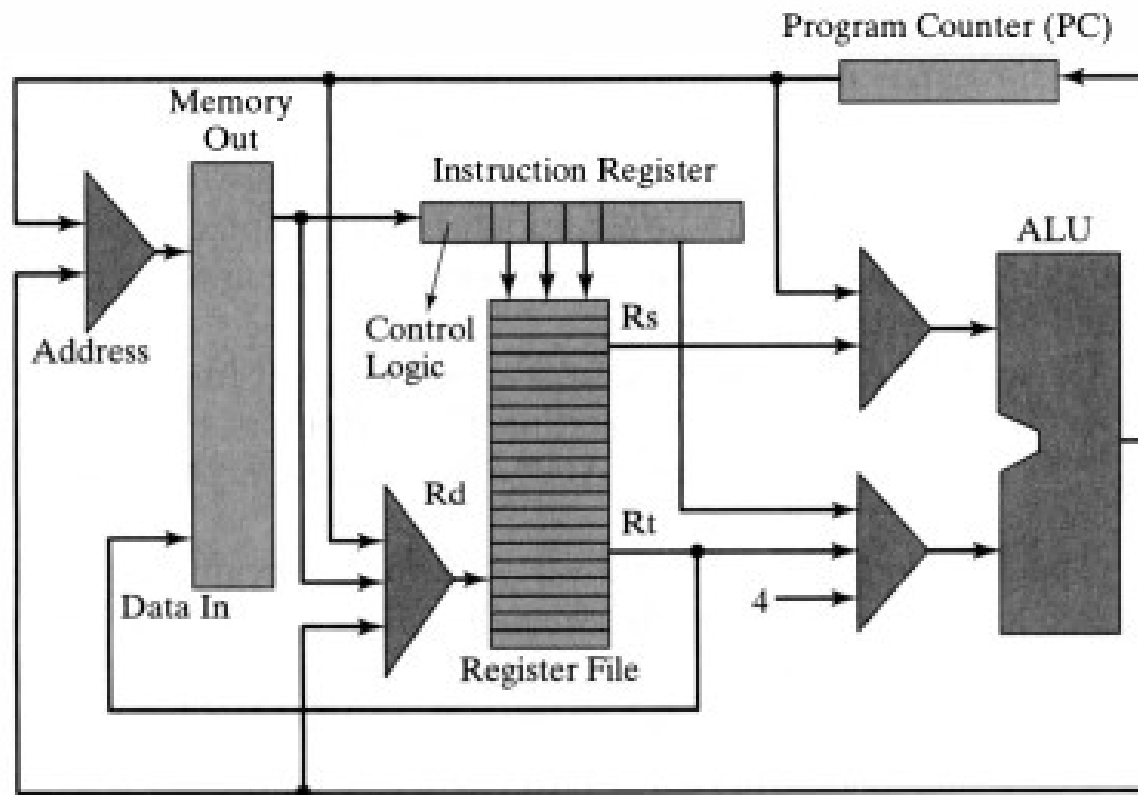 Program Counter (PC)
Memory
Out
Instruction Register
ALU
Address
Control
Logic
Rs
Rd
Rt
4
Data In
Register File